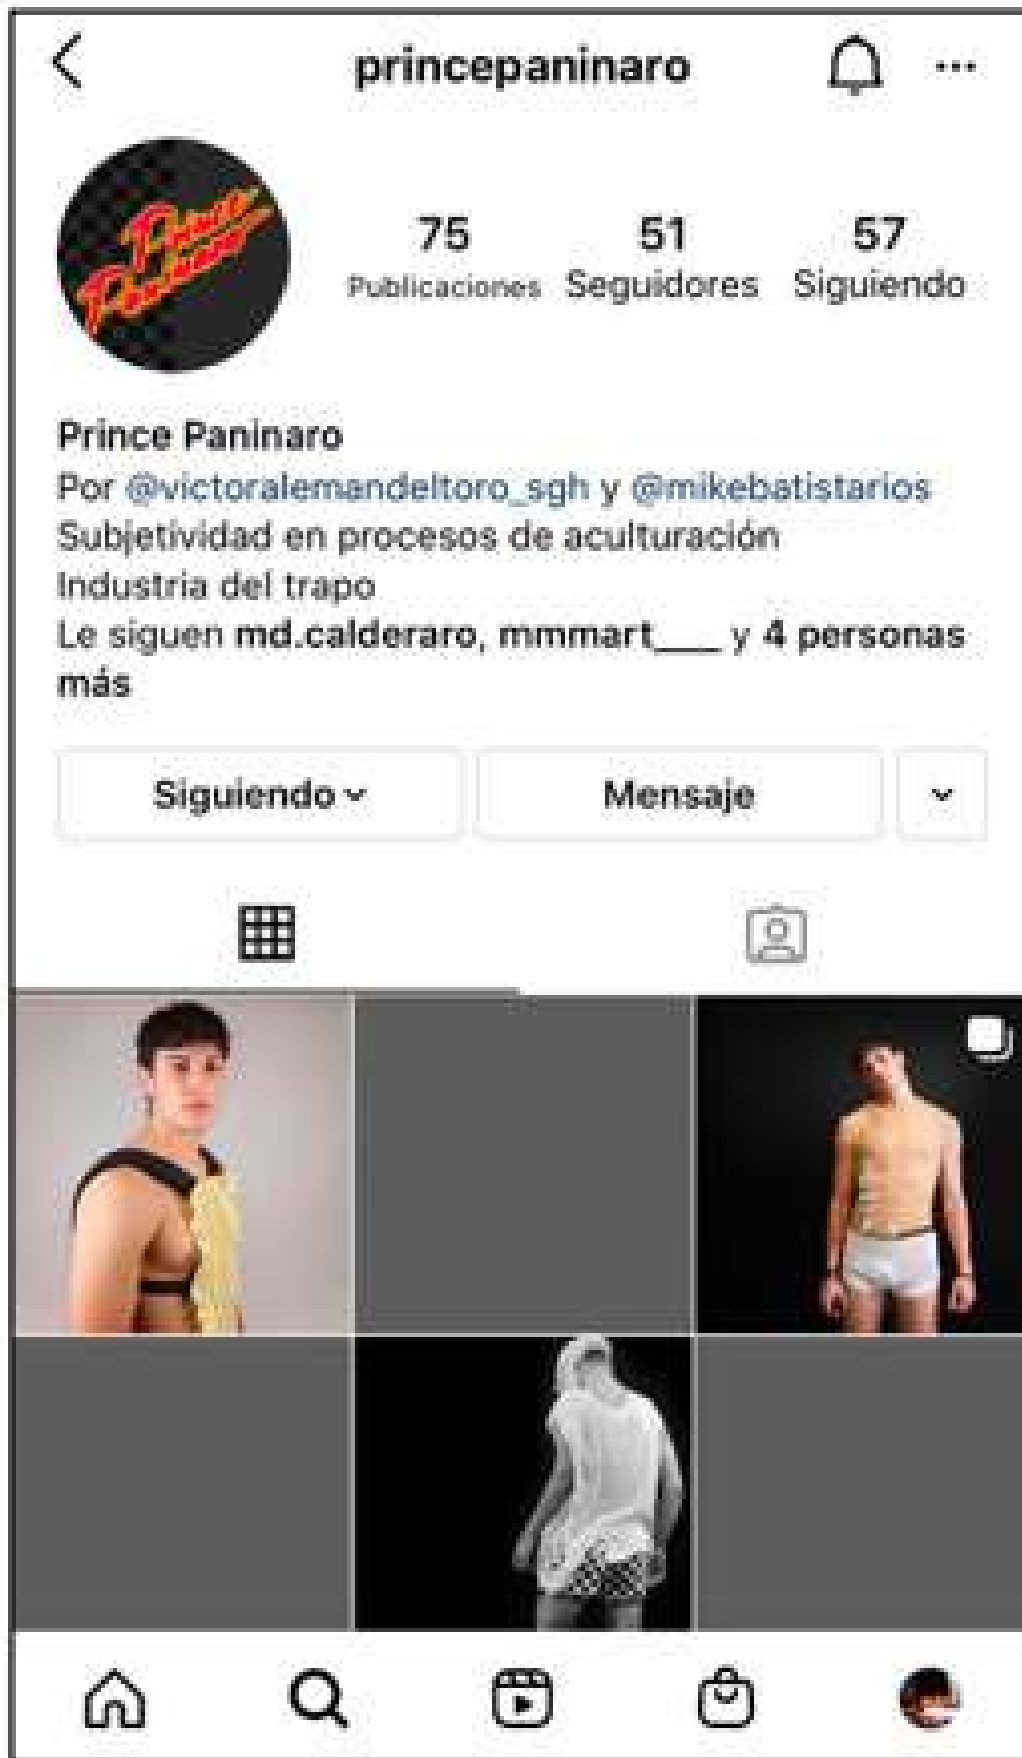 princepaninaro
Prince
Paninaro
75 51 57
Publicaciones Seguidores Siguiendo
Prince Paninaro
Por @victoralemandeltoro_sgh y @mikebatistarios
Subjetividad en procesos de aculturación
Industria del trapo
Le siguen md.calderaro, mmmart___ y 4 personas
más
Siguiendo Mensaje